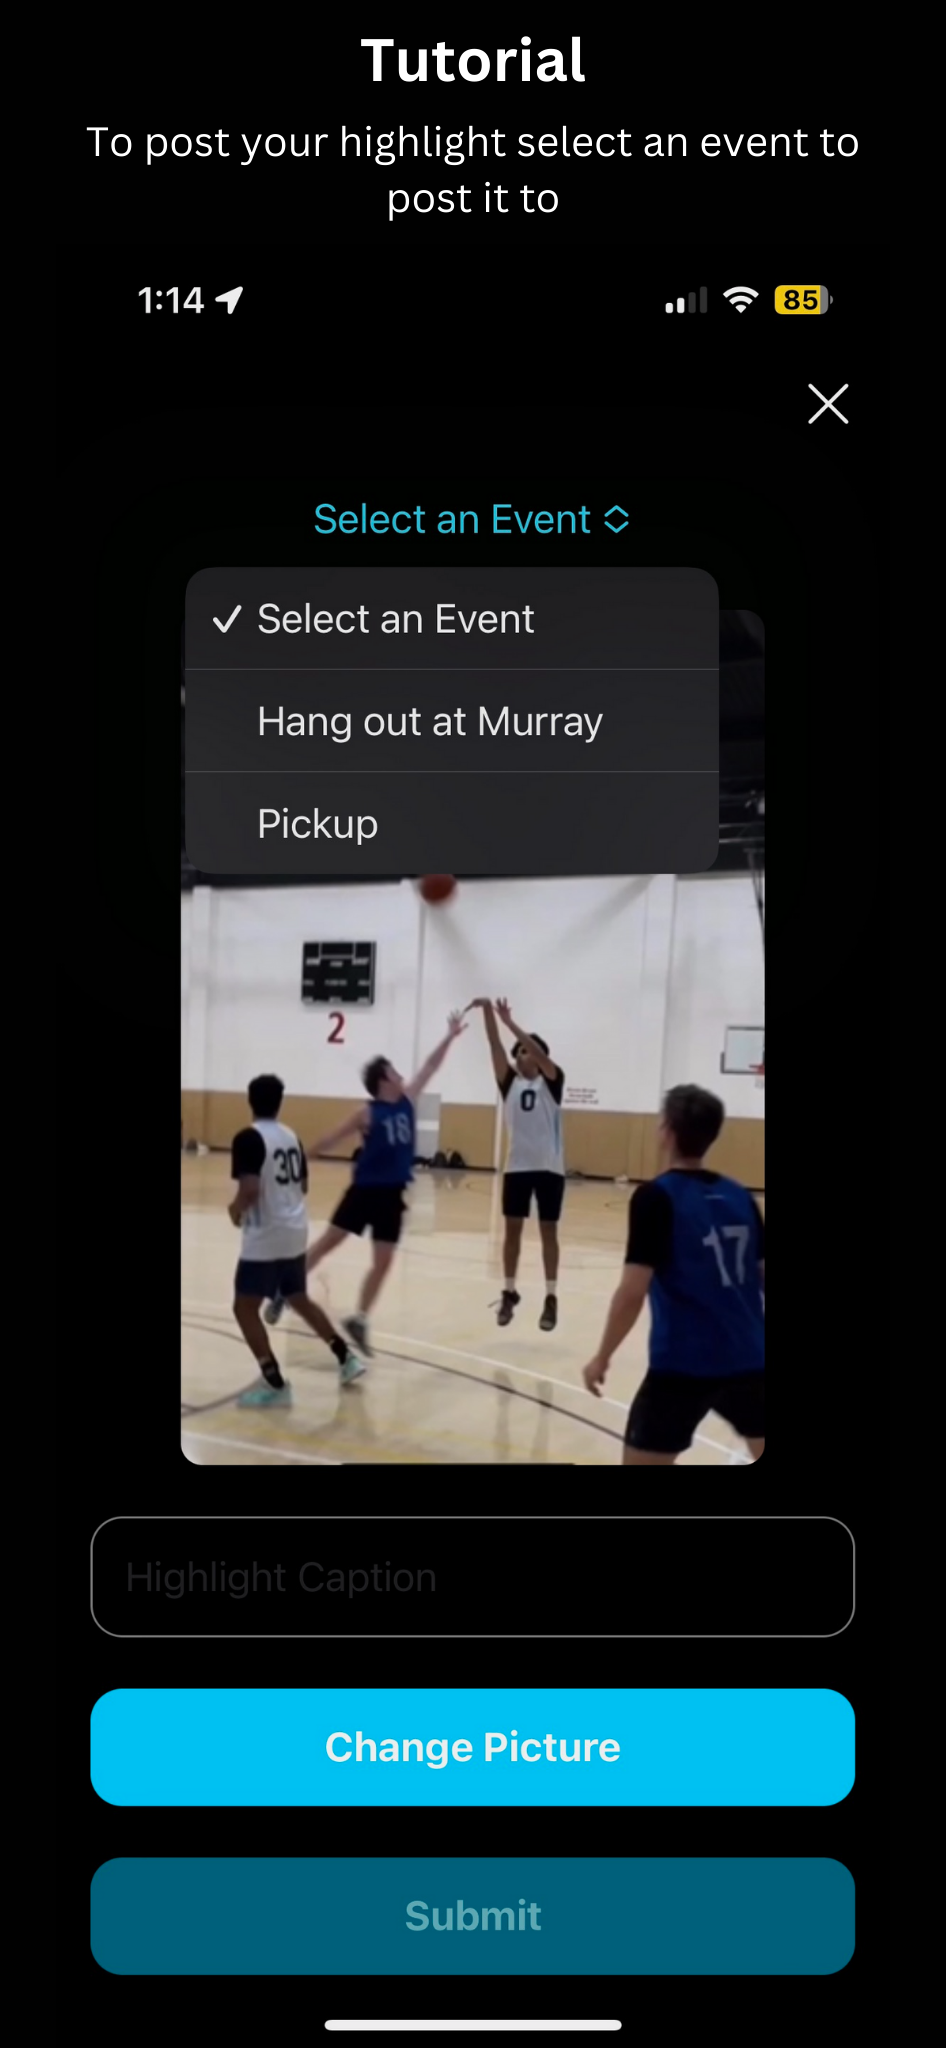 Tutorial
To post your highlight select an event to
post it to
1:14
85
Select an Event
✓ Select an Event
Hang out at Murray
Pickup
2
0
18
30
17
Highlight Caption
Change Picture
Submit